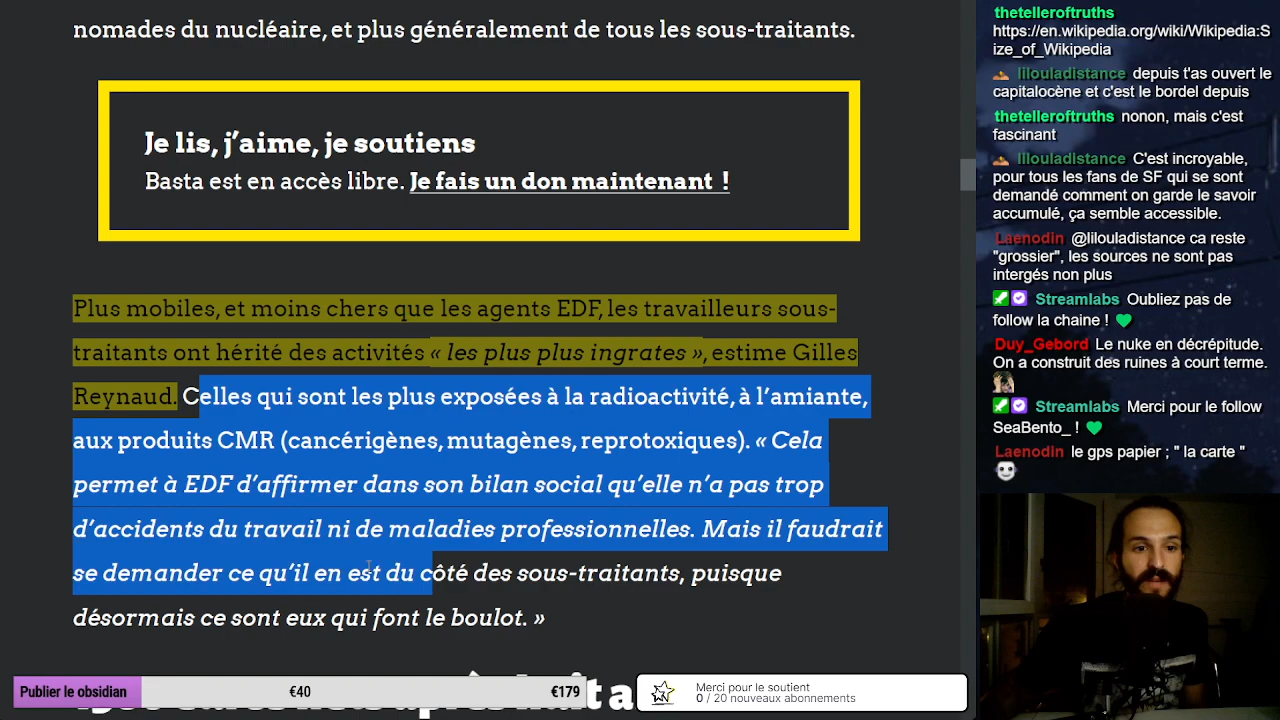 nomades du nucléaire, et plus généralement de tous les sous-traitants.
Je lis, j’aime, je soutiens
Basta est en accès libre. Je fais un don maintenant !
Plus mobiles, et moins chers que les agents EDF, les travailleurs sous-
traitants ont hérité des activités « les plus plus ingrates », estime Gilles
Reynaud. Celles qui sont les plus exposées à la radioactivité, à l’amiante,
aux produits CMR (cancérigènes, mutagènes, reprotoxiques). « Cela
permet à EDF d’affirmer dans son bilan social qu’elle n’a pas trop
d’accidents du travail ni de maladies professionnelles. Mais il faudrait
se demander ce qu’il en est du côté des sous-traitants, puisque
désormais ce sont eux qui font le boulot. »
Publier le obsidian
€40
€179
Merci pour le soutient
0 / 20 nouveaux abonnements
thetelleroftruths
https://en.wikipedia.org/wiki/Wikipedia:S
ize_of_Wikipedia
lilouladistance depuis t'as ouvert le
capitalocène et c'est le bordel depuis
thetelleroftruths nonon, mais c'est
fascinant
lilouladistance C'est incroyable,
pour tous les fans de SF qui se sont
demandé comment on garde le savoir
accumulé, ça semble accessible.
Laenodin @lilouladistance ca reste
"grossier", les sources ne sont pas
intergés non plus
Streamlabs Oubliez pas de
follow la chaine !
Duy_Gebord Le nuke en décrépitude.
On a construit des ruines à court terme.
Streamlabs Merci pour le follow
SeaBento_ !
Laenodin le gps papier ; " la carte "